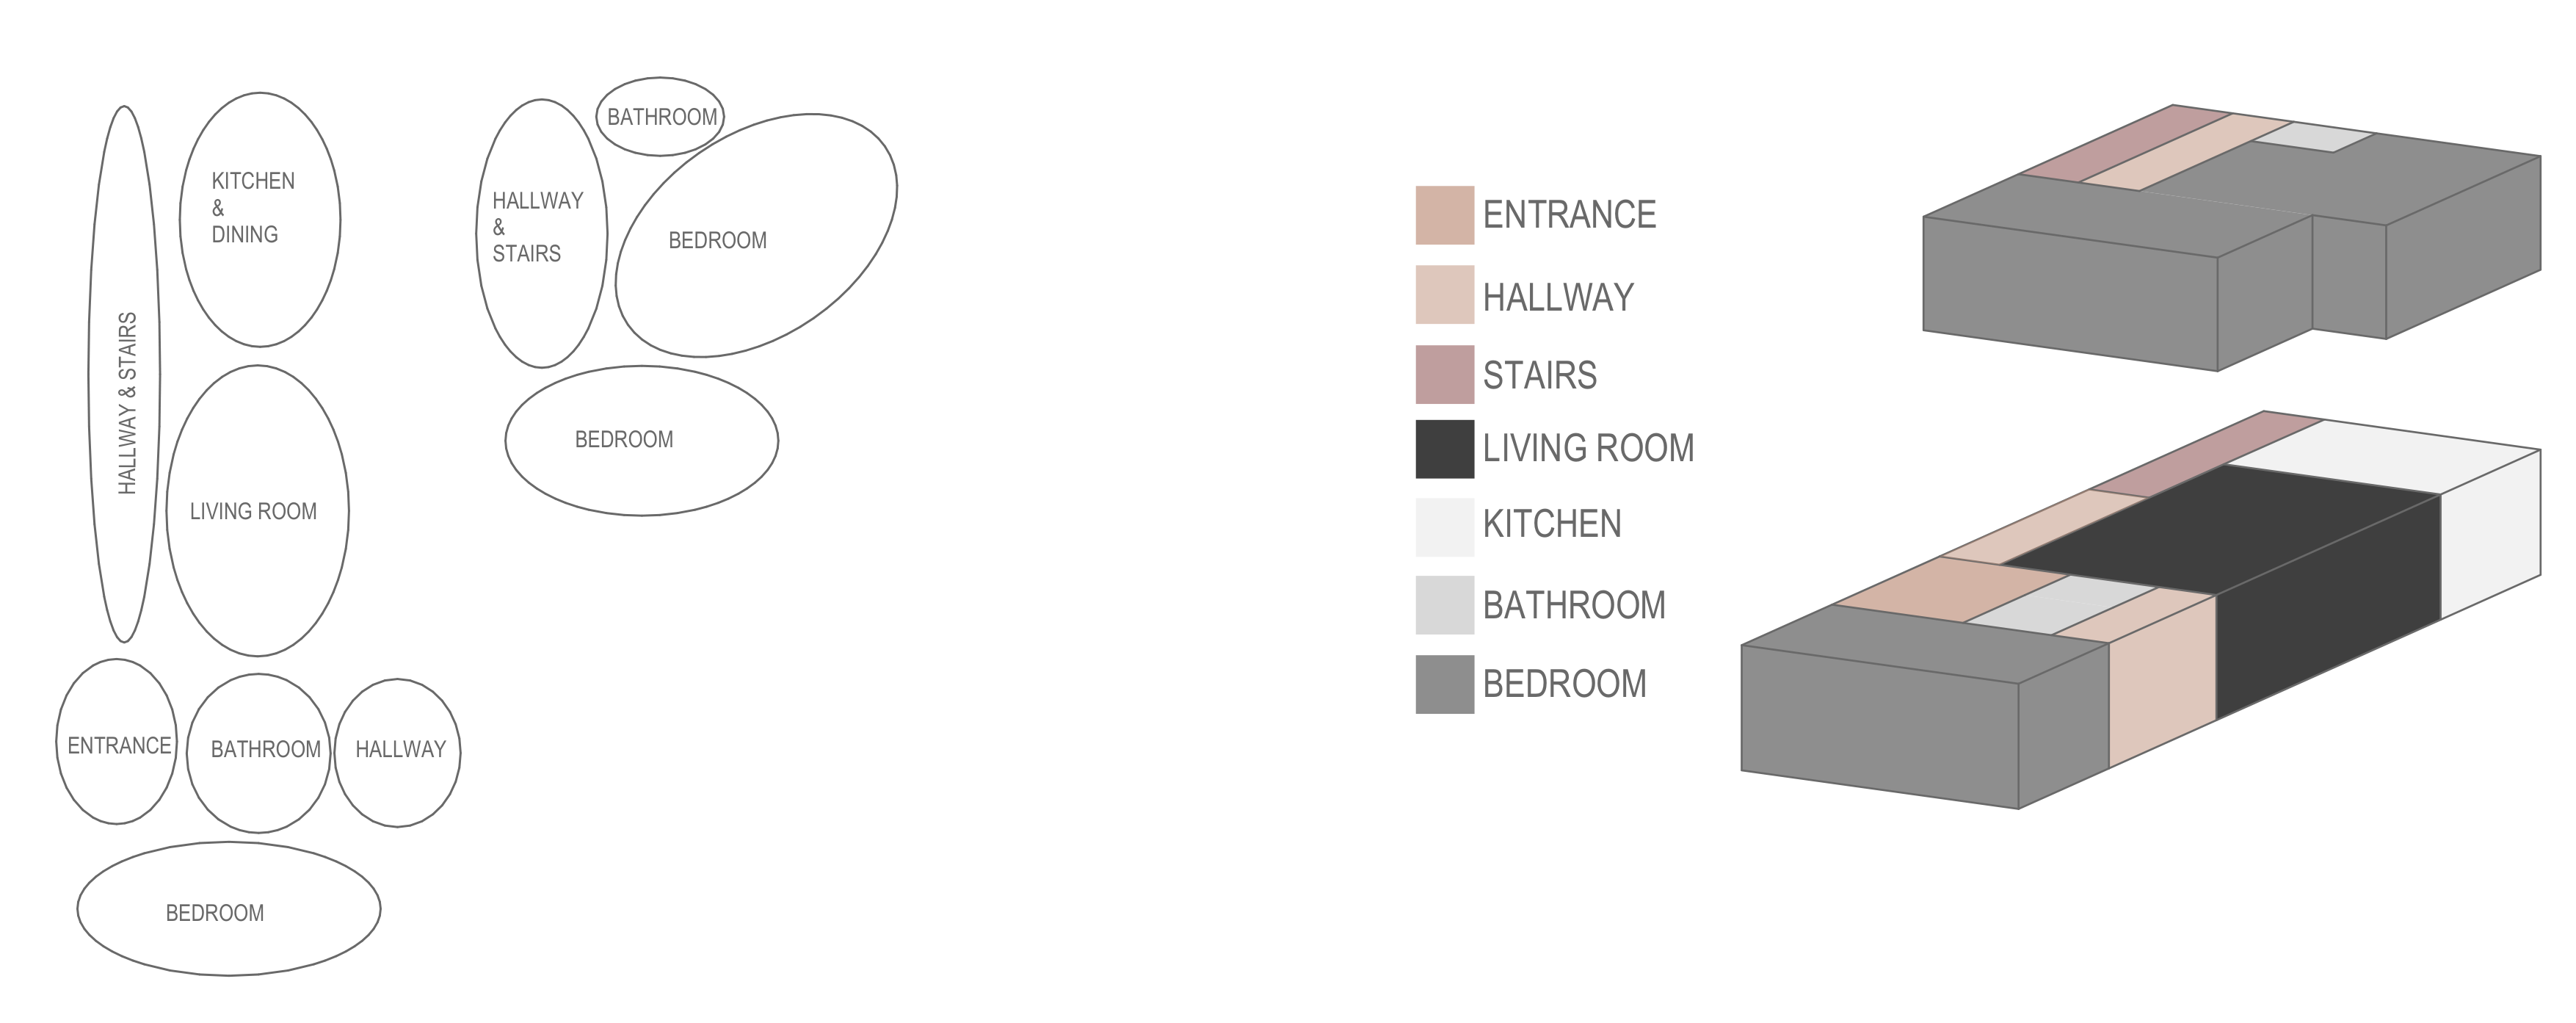 KITCHEN
&
DINING
HALLWAY & STAIRS
LIVING ROOM
ENTRANCE
BATHROOM
HALLWAY
BEDROOM
BATHROOM
HALLWAY
&
STAIRS
BEDROOM
BEDROOM
ENTRANCE
HALLWAY
STAIRS
LIVING ROOM
KITCHEN
BATHROOM
BEDROOM